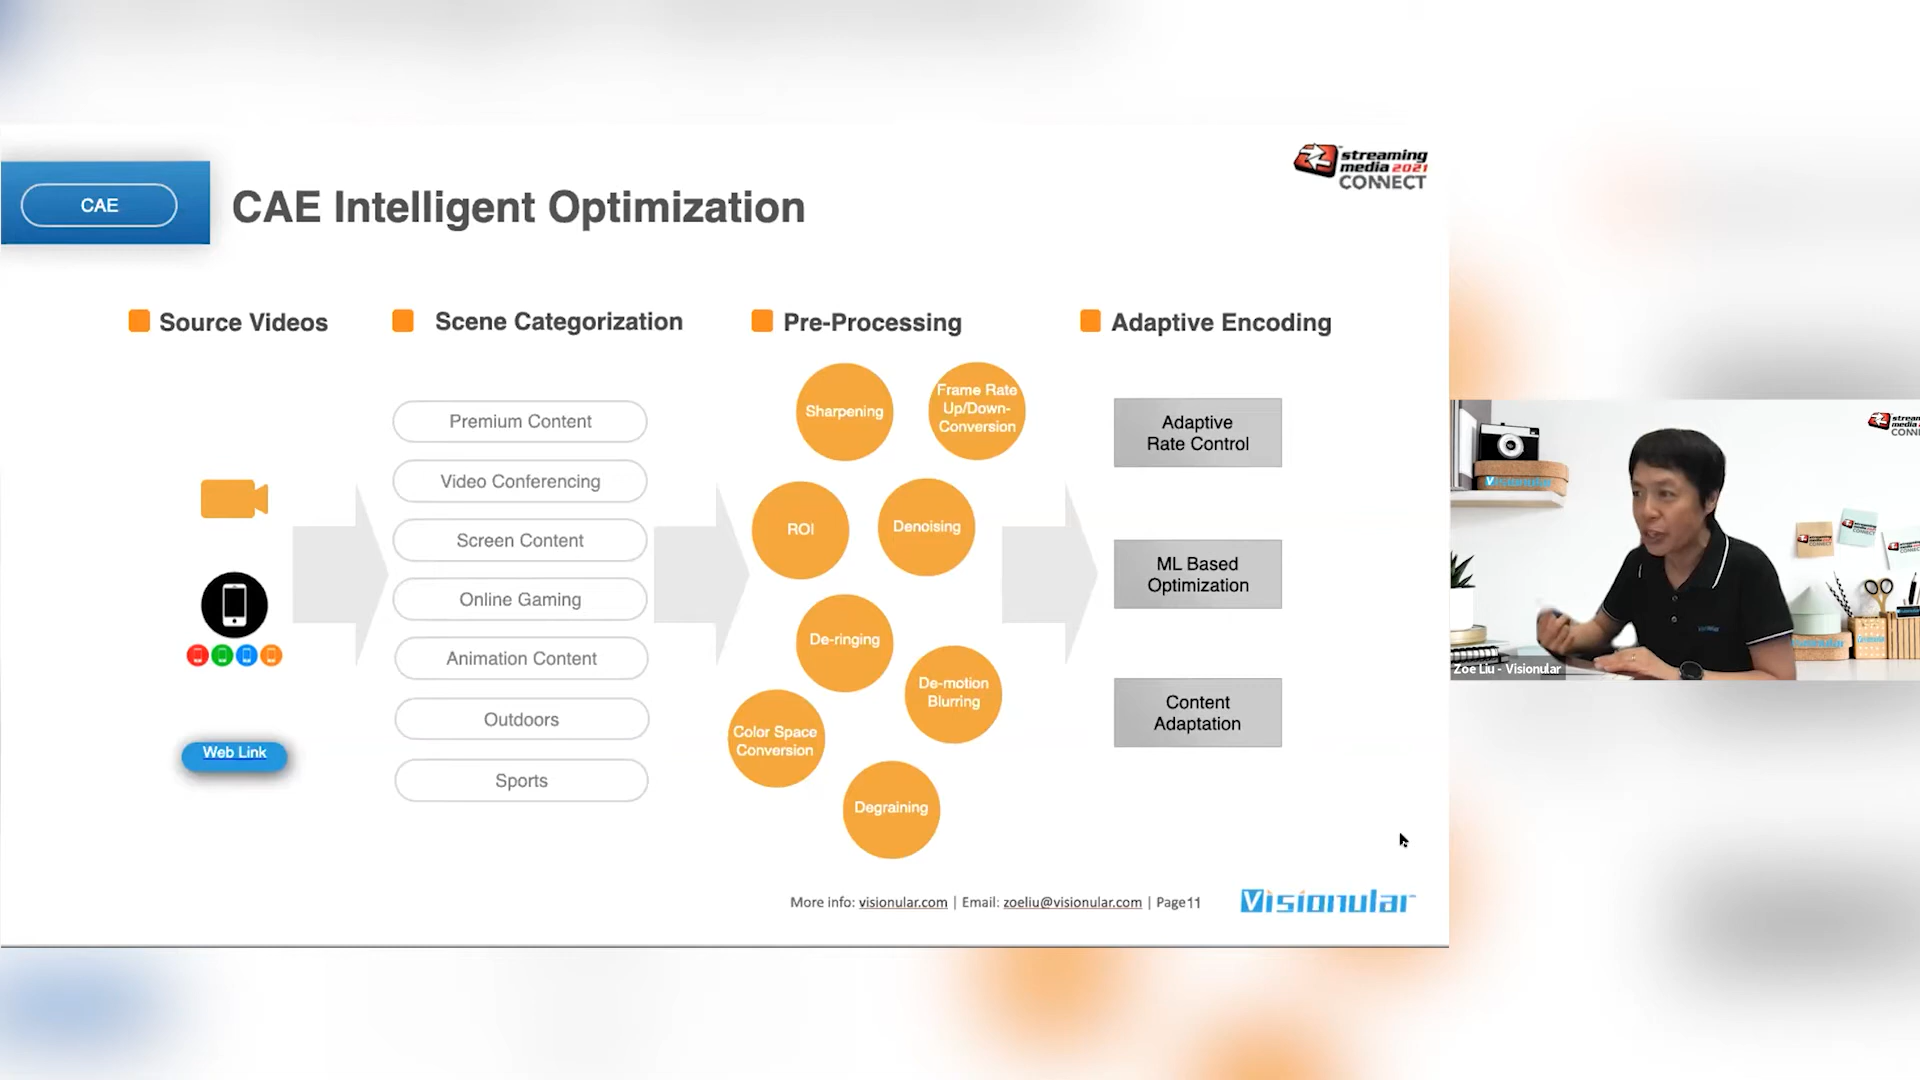 CAE
CAE Intelligent Optimization
streaming
media 2021
CONNECT
Source Videos
Scene Categorization
Pre-Processing
Adaptive Encoding
Web Link
Premium Content
Video Conferencing
Screen Content
Online Gaming
Animation Content
Outdoors
Sports
Sharpening
Frame Rate
Up/Down-
Conversion
ROI
Denoising
De-ringing
De-motion
Blurring
Color Space
Conversion
Degraining
Adaptive
Rate Control
ML Based
Optimization
Content
Adaptation
More info: visionular.com | Email: zoeliu@visionular.com | Page11
Visionular
Visionular
Zoe Liu - Visionular